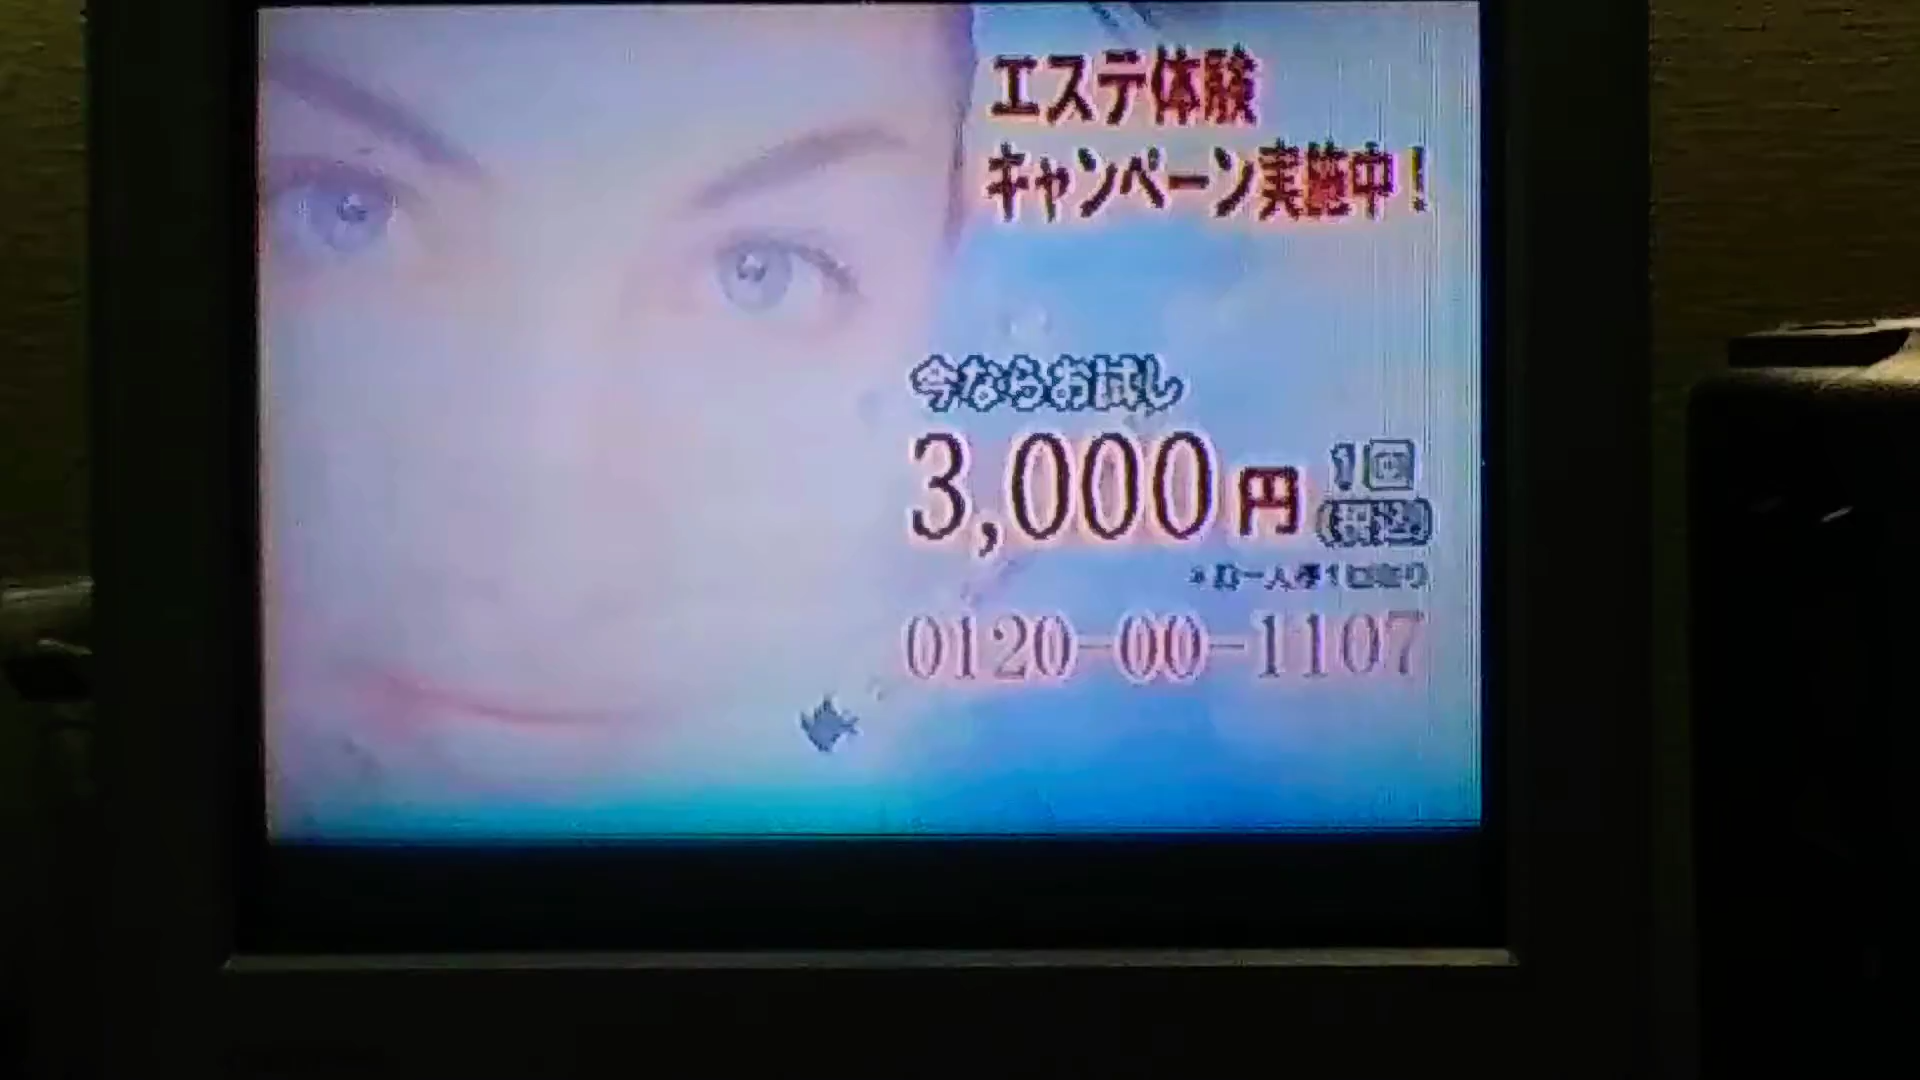 エステ体験
キャンペーン実施中!
今ならお試し
3,000円 1回
(税込)
0120-00-1107